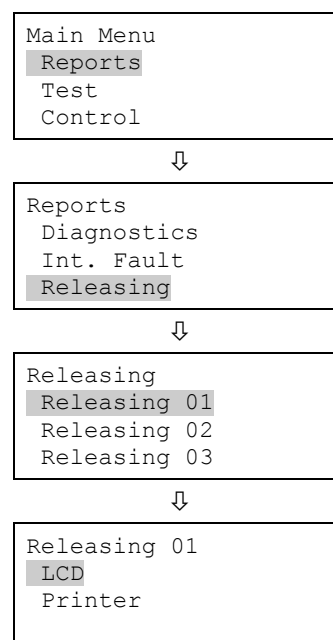 Main Menu
Reports
Test
Control
⇩
Reports
Diagnostics
Int. Fault
Releasing
⇩
Releasing
Releasing 01
Releasing 02
Releasing 03
⇩
Releasing 01
LCD
Printer